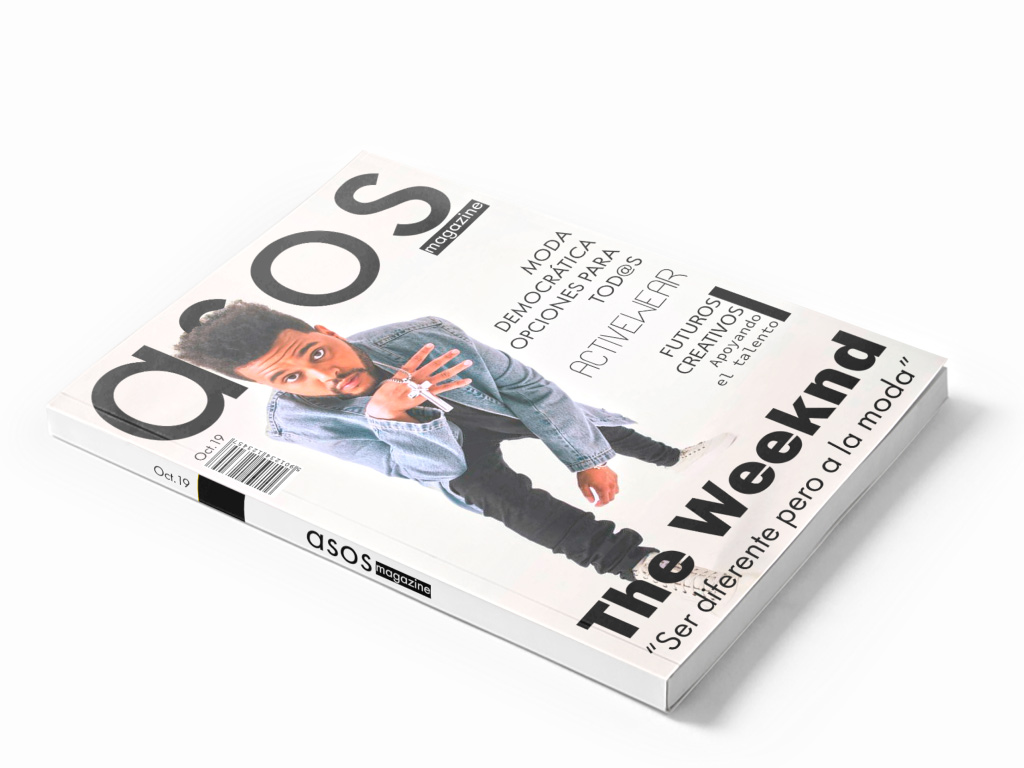 asos
magazine
MODA
DEMOCRÁTICA
OPCIONES PARA
TOD@S
ACTIVEWEAR
FUTUROS
CREATIVOS
Apoyando
el talento
The Weeknd
“Ser diferente pero a la moda”
Oct.19
Oct.19
asos
magazine